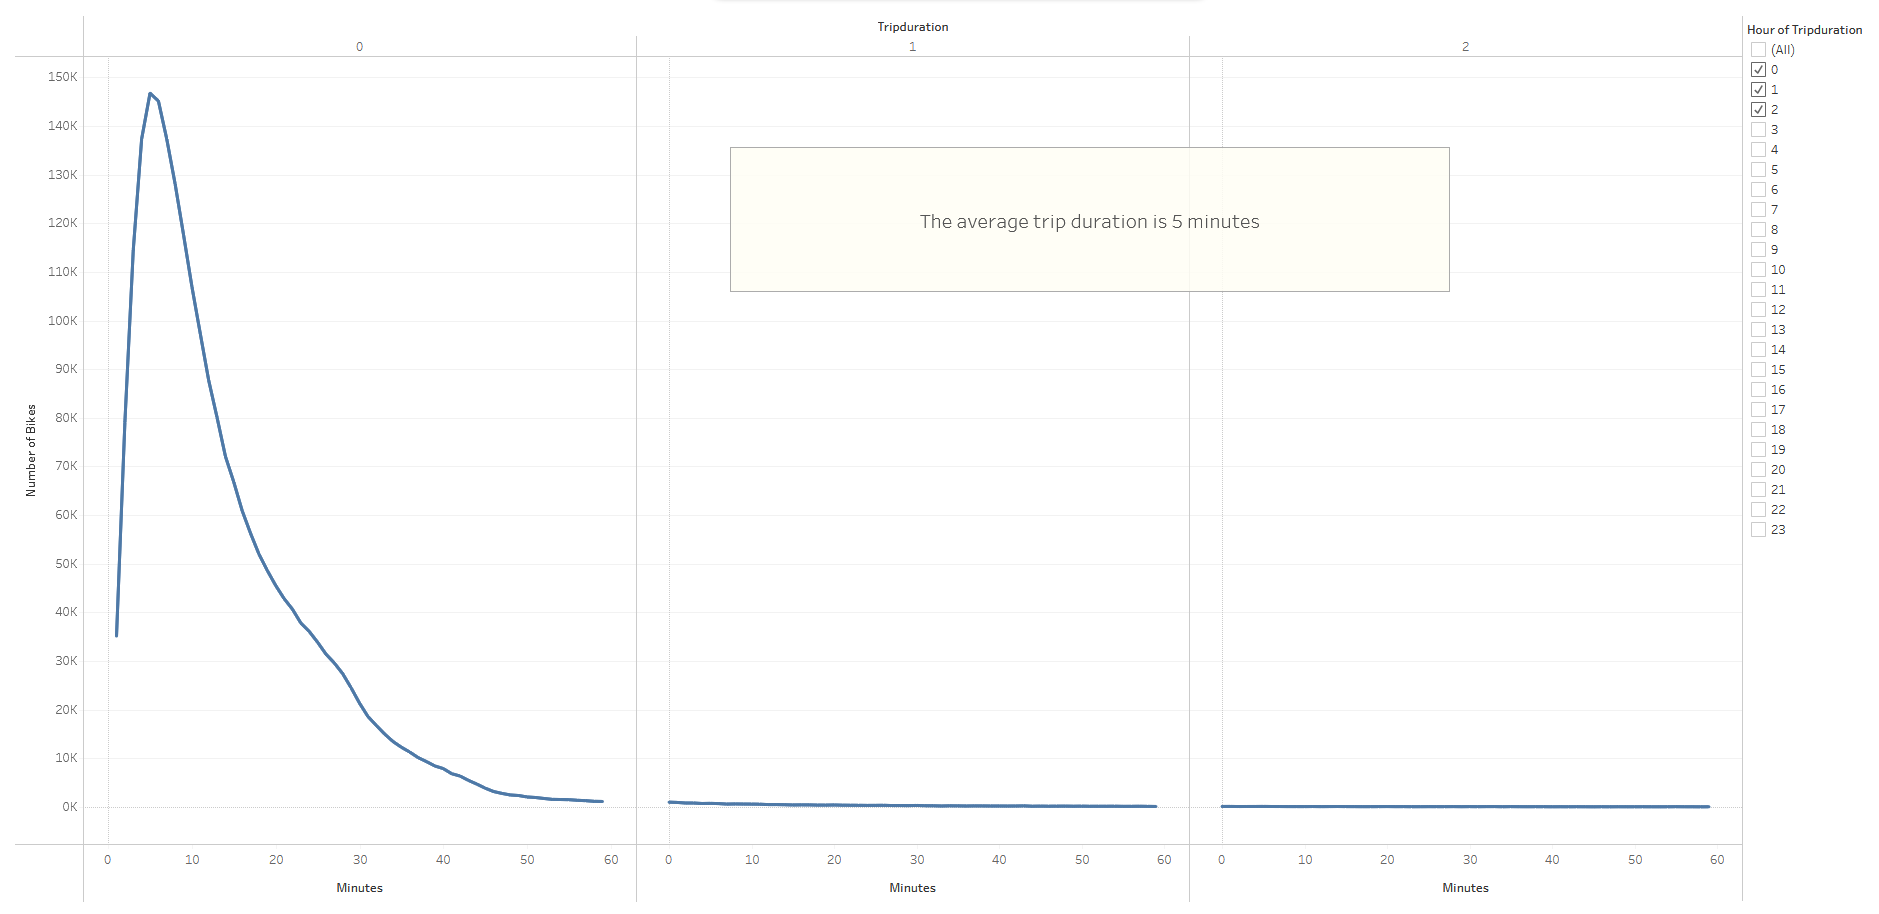 Tripduration
0
1
2
Hour of Tripduration
(All)
0
1
2
3
4
5
6
7
8
9
10
11
12
13
14
15
16
17
18
19
20
21
22
23
150K
140K
130K
120K
110K
100K
90K
80K
70K
60K
50K
40K
30K
20K
10K
0K
Number of Bikes
The average trip duration is 5 minutes
0 10 20 30 40 50 60
0 10 20 30 40 50 60
0 10 20 30 40 50 60
Minutes
Minutes
Minutes